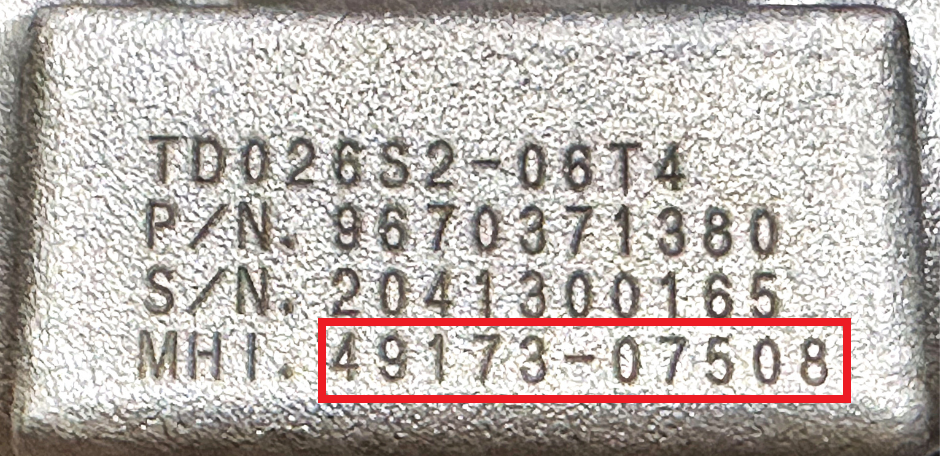 TD026S2-06T4
P/N. 9670371380
S/N. 2041300165
MHI. 49173-07508